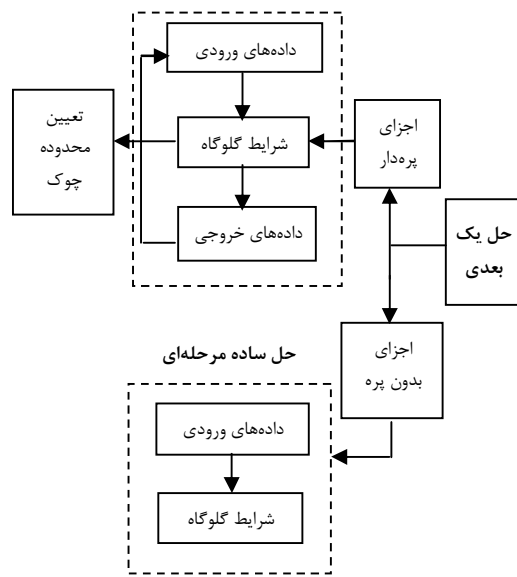 داده‌های ورودی
شرایط گلوگاه
داده‌های خروجی
تعیین
محدوده
چوک
اجزای
پره‌دار
حل یک
بعدی
اجزای
بدون پره
حل ساده مرحله‌ای
داده‌های ورودی
شرایط گلوگاه